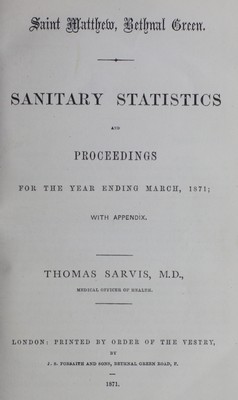 Saint Matthew, Bethnal Green.
SANITARY STATISTICS
AND
PROCEEDINGS
FOR THE YEAR ENDING MARCH, 1871;
WITH APPENDIX.
THOMAS SARVIS, M.D.,
MEDICAL OFFICER OF HEALTH.
LONDON: PRINTED BY ORDER OF THE VESTRY,
BY
J. S. FORSAITH AND SONS, BETHNAL GREEN ROAD, E.
1871.